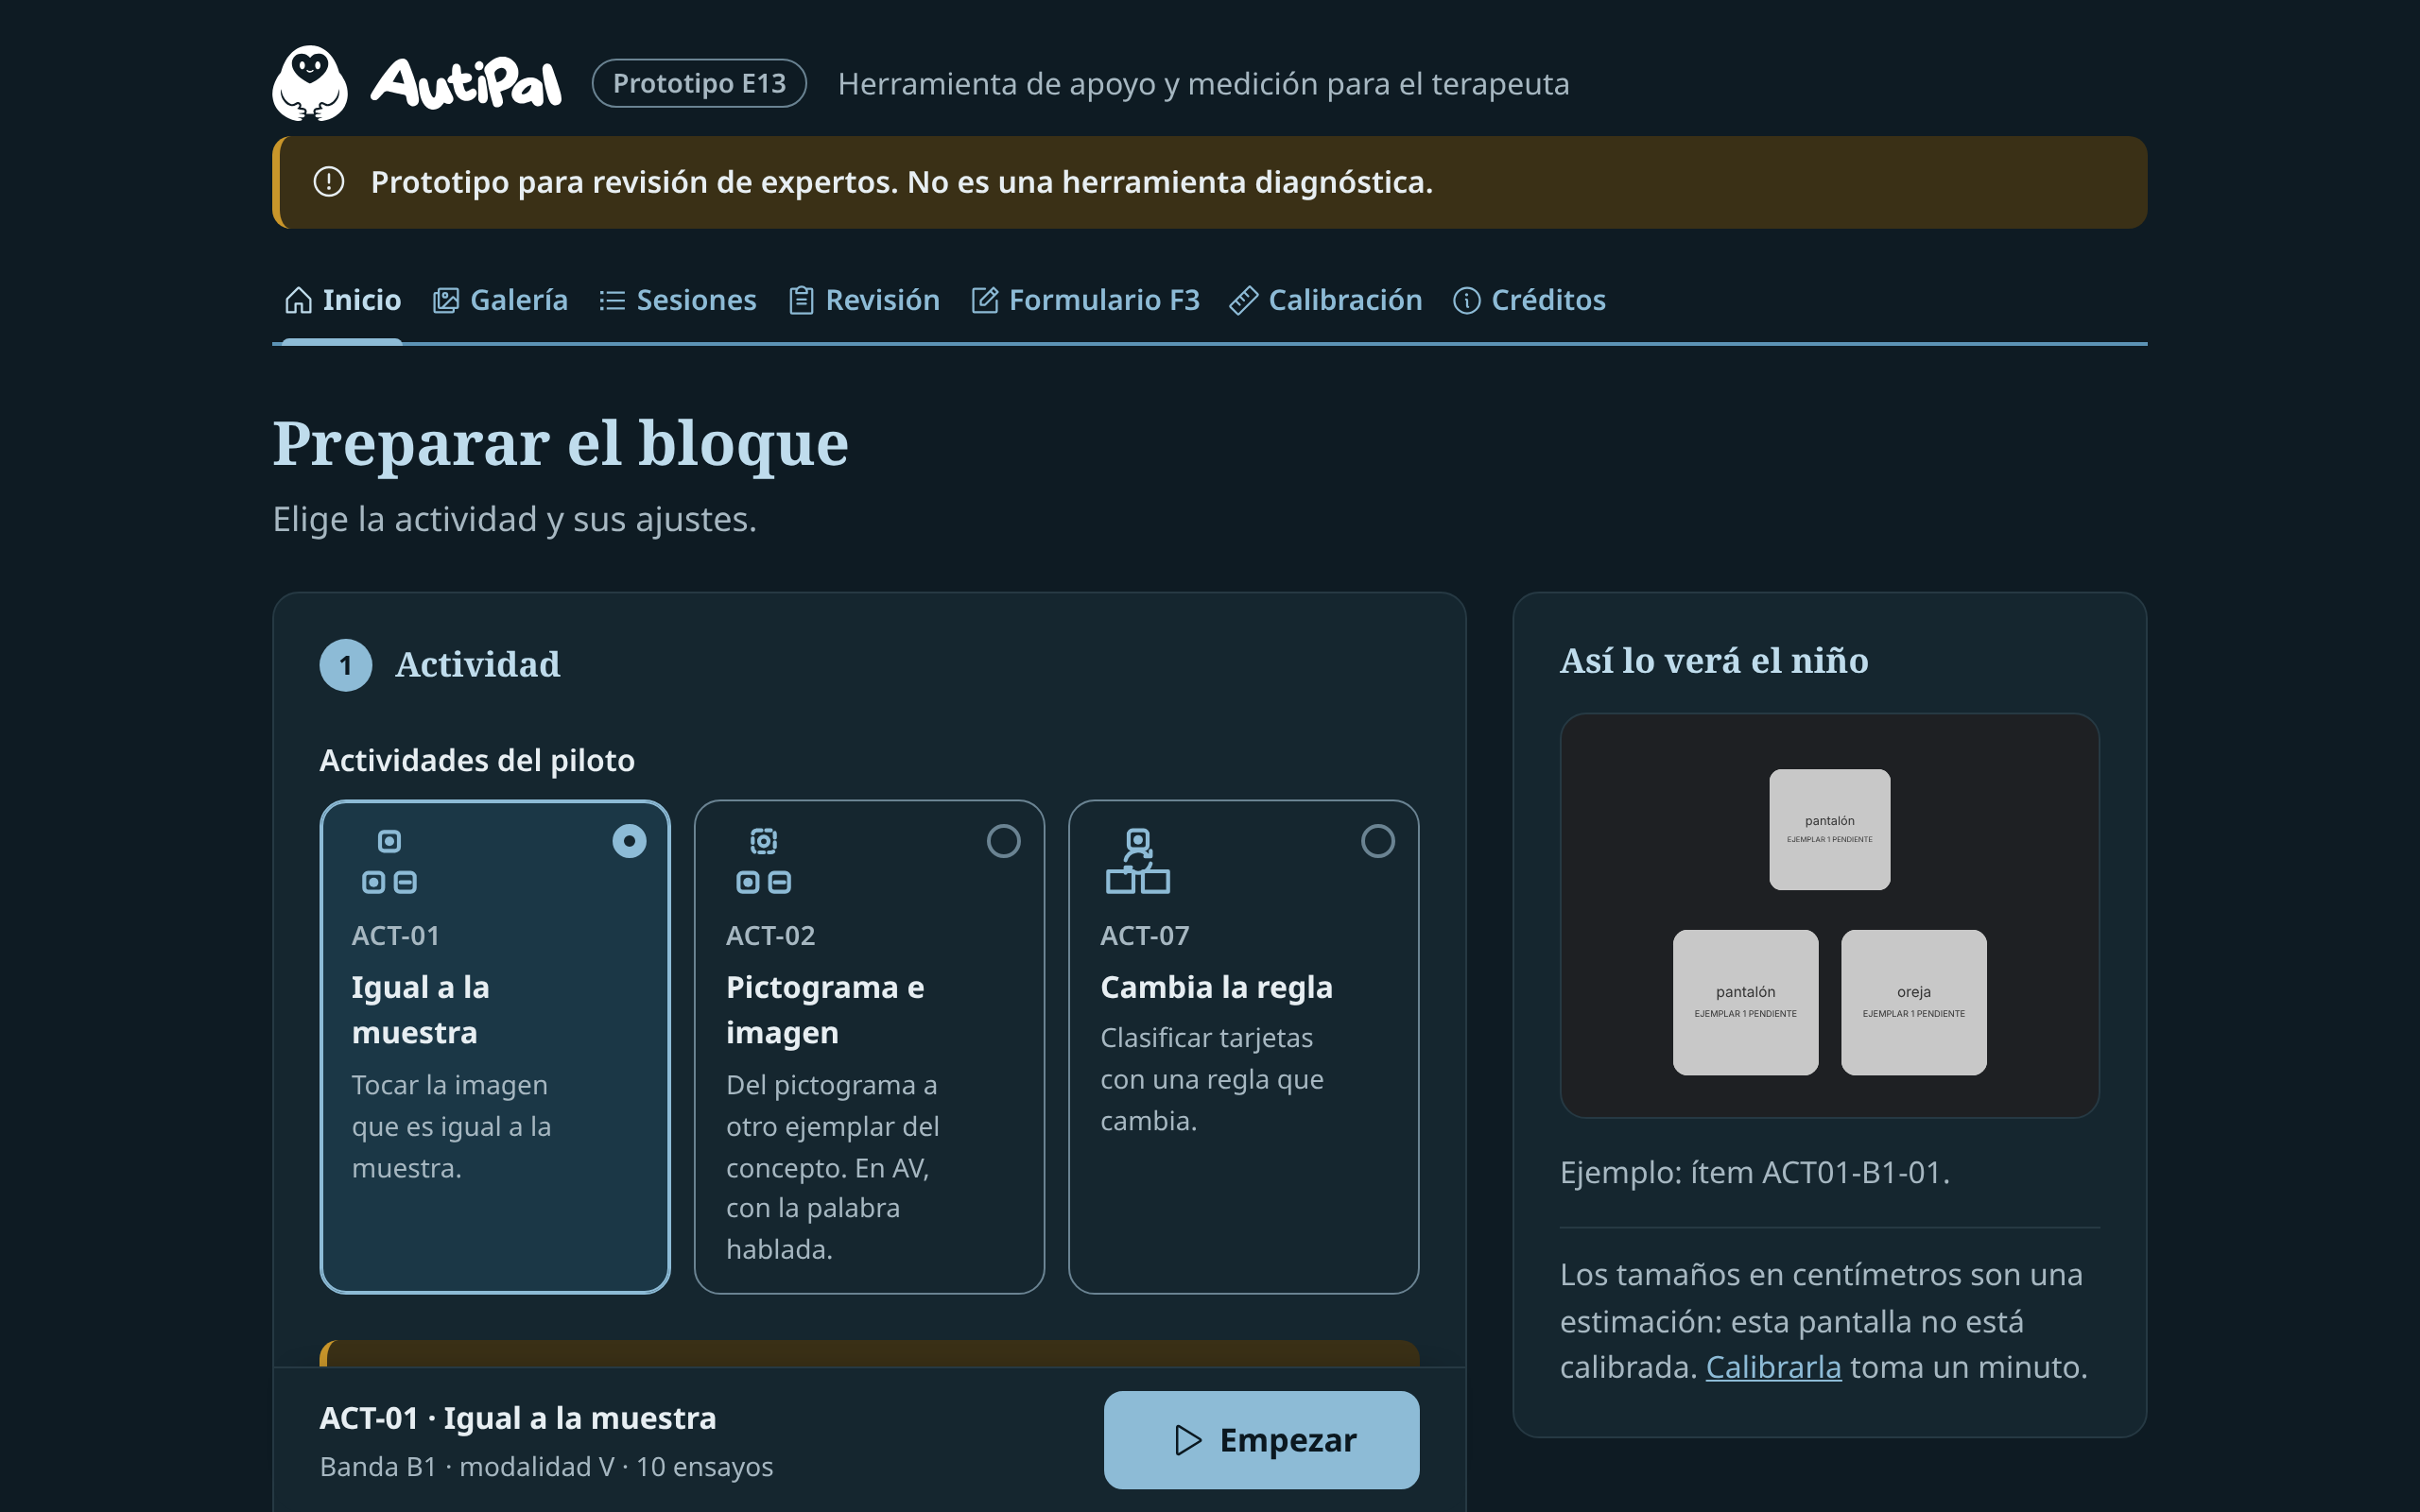 AutiPal
Prototipo E13
Herramienta de apoyo y medición para el terapeuta
Prototipo para revisión de expertos. No es una herramienta diagnóstica.
Inicio
Galería
Sesiones
Revisión
Formulario F3
Calibración
Créditos
Preparar el bloque
Elige la actividad y sus ajustes.
1
Actividad
Actividades del piloto
ACT-01
Igual a la
muestra
Tocar la imagen
que es igual a la
muestra.
ACT-02
Pictograma e
imagen
Del pictograma a
otro ejemplar del
concepto. En AV,
con la palabra
hablada.
ACT-07
Cambia la regla
Clasificar tarjetas
con una regla que
cambia.
ACT-01 · Igual a la muestra
Banda B1 · modalidad V · 10 ensayos
Empezar
Así lo verá el niño
pantalón
EJEMPLAR 1 PENDIENTE
pantalón
EJEMPLAR 1 PENDIENTE
oreja
EJEMPLAR 1 PENDIENTE
Ejemplo: ítem ACT01-B1-01.
Los tamaños en centímetros son una
estimación: esta pantalla no está
calibrada. Calibrarla toma un minuto.